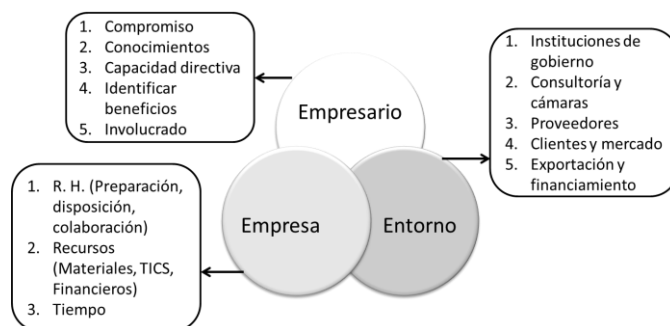 1. Compromiso
2. Conocimientos
3. Capacidad directiva
4. Identificar
beneficios
5. Involucrado
Empresario
1. Instituciones de
gobierno
2. Consultoría y
cámaras
3. Proveedores
4. Clientes y mercado
5. Exportación y
financiamiento
1. R. H. (Preparación,
disposición,
colaboración)
2. Recursos
(Materiales, TICS,
Financieros)
3. Tiempo
Empresa
Entorno